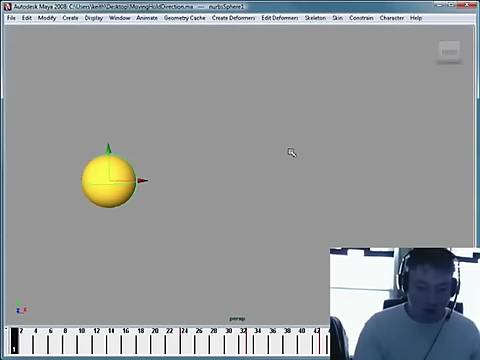 Autodesk Maya 2008: C:\Users\keith\Desktop\MovingHoldDirection.ma --- nurbsSphere1
File Edit Modify Create Display Window Animate Geometry Cache Create Deformers Edit Deformers Skeleton Skin Constraint Character Help
persp
2 4 6 8 10 12 14 16 18 20 22 24 26 28 30 32 34 36 38 40 42
1